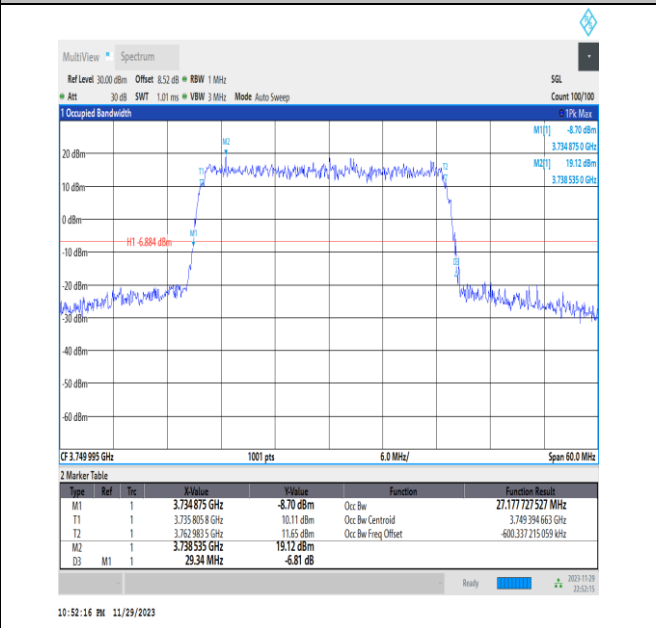 MultiView Spectrum
Ref Level 30.00 dBm Offset 8.52 dB RBW 1 MHz SGL
Att 30 dB SWT 1.01 ms VBW 3 MHz Mode Auto Sweep Count 100/100
1 Occupied Bandwidth 1Pk Max
M1[1] -8.70 dBm
3.734 875 0 GHz
M2[1] 19.12 dBm
3.738 535 0 GHz
M2
20 dBm
T1
T2
10 dBm
0 dBm
M1
H1 -6.884 dBm
-10 dBm
D3
-20 dBm
-30 dBm
-40 dBm
-50 dBm
-60 dBm
CF 3.749 995 GHz 1001 pts 6.0 MHz/ Span 60.0 MHz
2 Marker Table
Type Ref Trc X-Value Y-Value Function Function Result
M1 1 3.734 875 GHz -8.70 dBm Occ Bw 27.177 727 527 MHz
T1 1 3.735 805 8 GHz 10.11 dBm Occ Bw Centroid 3.749 394 663 GHz
T2 1 3.762 983 5 GHz 11.65 dBm Occ Bw Freq Offset -600.337 215 059 kHz
M2 1 3.738 535 GHz 19.12 dBm
D3 M1 1 29.34 MHz -6.81 dB
Ready 2023-11-29
22:52:15
10:52:16 PM 11/29/2023